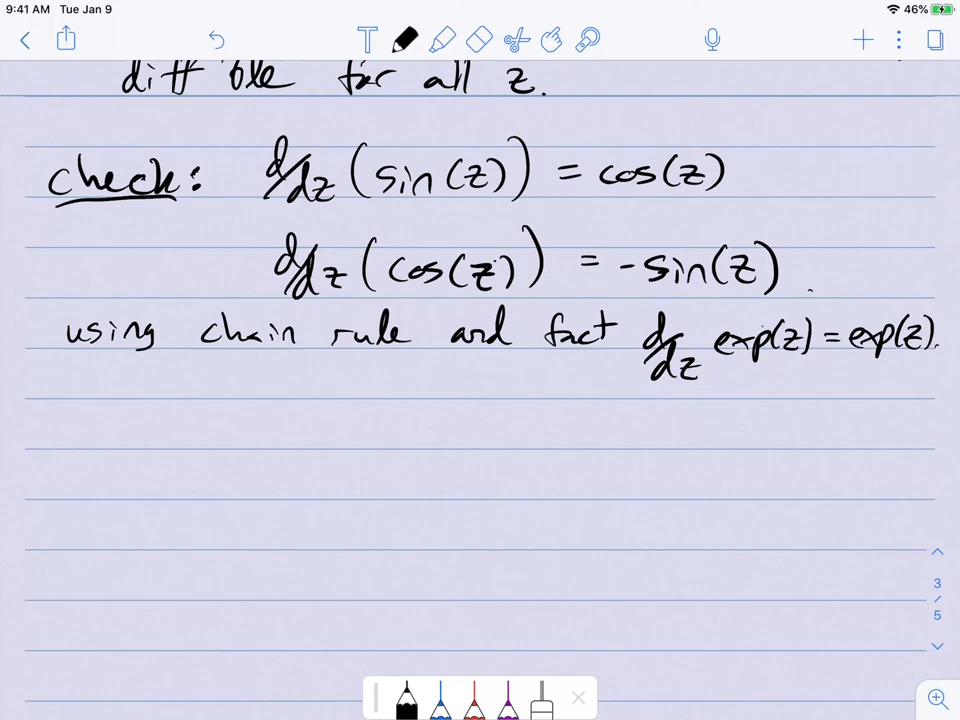 9:41 AM Tue Jan 9
46%
T
diff'ble for all z.
check: d/dz (sin(z)) = cos(z)
d/dz (cos(z)) = -sin(z)
using chain rule and fact d/dz exp(z) = exp(z).
3
/
5